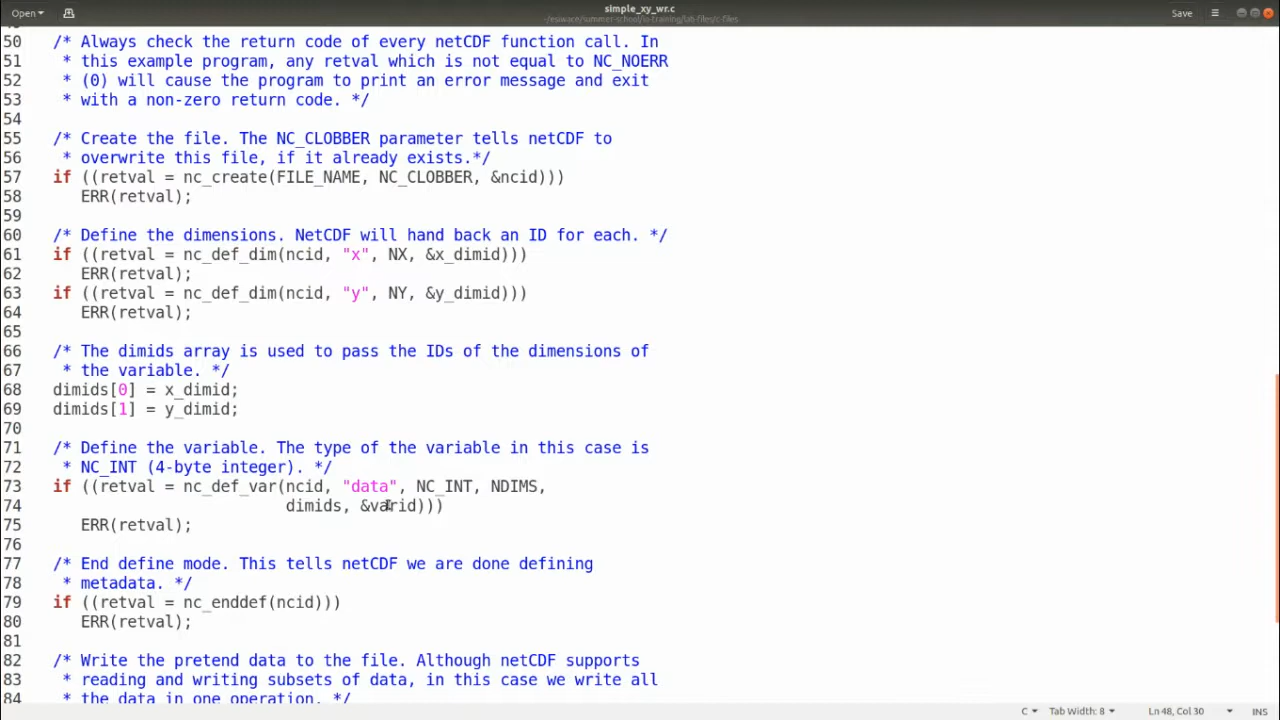 Open
simple_xy_wr.c
~/esiwace/summer-school/io-training/lab-files/c-files
Save
50 /* Always check the return code of every netCDF function call. In
51 * this example program, any retval which is not equal to NC_NOERR
52 * (0) will cause the program to print an error message and exit
53 * with a non-zero return code. */
54
55 /* Create the file. The NC_CLOBBER parameter tells netCDF to
56 * overwrite this file, if it already exists.*/
57 if ((retval = nc_create(FILE_NAME, NC_CLOBBER, &ncid)))
58 ERR(retval);
59
60 /* Define the dimensions. NetCDF will hand back an ID for each. */
61 if ((retval = nc_def_dim(ncid, "x", NX, &x_dimid)))
62 ERR(retval);
63 if ((retval = nc_def_dim(ncid, "y", NY, &y_dimid)))
64 ERR(retval);
65
66 /* The dimids array is used to pass the IDs of the dimensions of
67 * the variable. */
68 dimids[0] = x_dimid;
69 dimids[1] = y_dimid;
70
71 /* Define the variable. The type of the variable in this case is
72 * NC_INT (4-byte integer). */
73 if ((retval = nc_def_var(ncid, "data", NC_INT, NDIMS,
74 dimids, &varid)))
75 ERR(retval);
76
77 /* End define mode. This tells netCDF we are done defining
78 * metadata. */
79 if ((retval = nc_enddef(ncid)))
80 ERR(retval);
81
82 /* Write the pretend data to the file. Although netCDF supports
83 * reading and writing subsets of data, in this case we write all
84 * the data in one operation. */
C Tab Width: 8 Ln 48, Col 30 INS